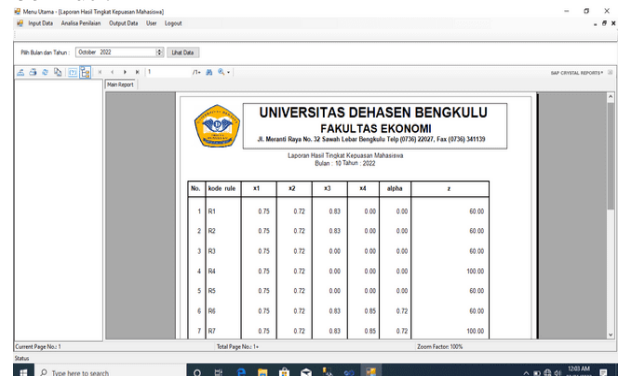 Menu Utama - [Laporan Hasil Tingkat Kepuasan Mahasiswa]
Input Data Analisa Penilaian Output Data User Logout
Pilih Bulan dan Tahun : October 2022 Lihat Data
1 /1+ SAP CRYSTAL REPORTS
Main Report
UNIVERSITAS DEHASEN BENGKULU
FAKULTAS EKONOMI
Jl. Meranti Raya No. 32 Sawah Lebar Bengkulu Telp (0736) 22027, Fax (0736) 341139
Laporan Hasil Tingkat Kepuasan Mahasiswa
Bulan : 10 Tahun : 2022
No. kode rule x1 x2 x3 x4 alpha z
1 R1 0.75 0.72 0.83 0.00 0.00 60.00
2 R2 0.75 0.72 0.83 0.00 0.00 60.00
3 R3 0.75 0.72 0.00 0.00 0.00 60.00
4 R4 0.75 0.72 0.00 0.00 0.00 100.00
5 R5 0.75 0.72 0.00 0.00 0.00 60.00
6 R6 0.75 0.72 0.83 0.85 0.72 60.00
7 R7 0.75 0.72 0.83 0.85 0.72 100.00
Current Page No.: 1 Total Page No.: 1+ Zoom Factor: 100%
Status
Type here to search 12:03 AM